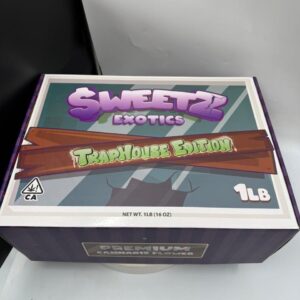 $WEETZ
EXOTICS
TRAPHOUSE EDITION
1LB
CA
NET WT. 1LB (16 OZ)
PREMIUM
CANNABIS FLOWER